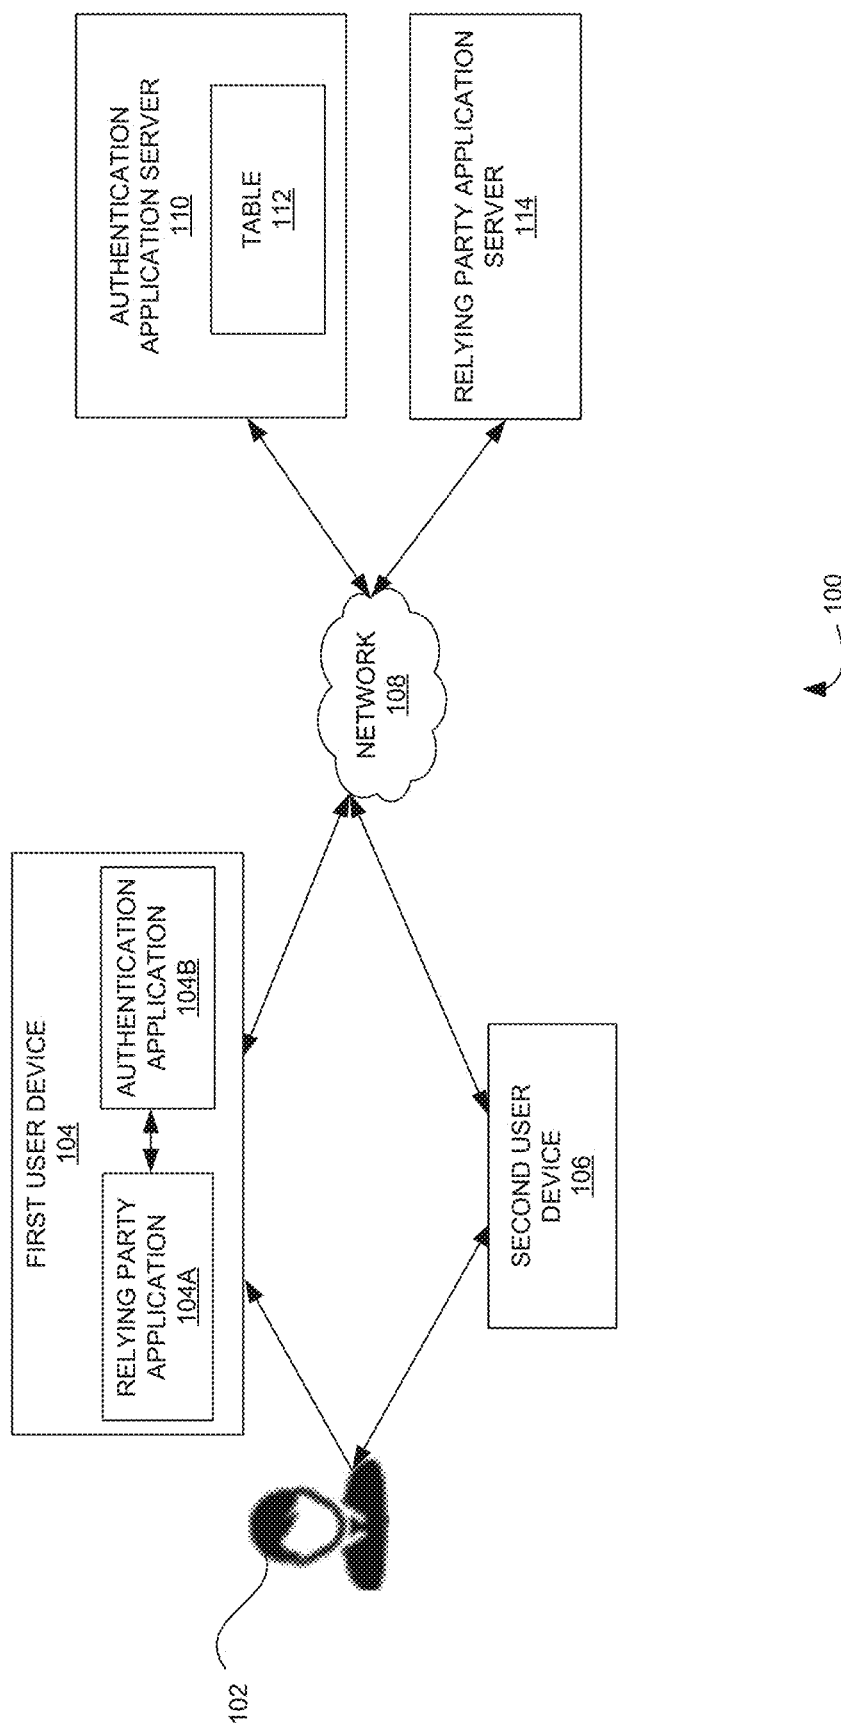 102
FIRST USER DEVICE
104
RELYING PARTY
APPLICATION
104A
AUTHENTICATION
APPLICATION
104B
SECOND USER
DEVICE
106
NETWORK
108
AUTHENTICATION
APPLICATION SERVER
110
TABLE
112
RELYING PARTY APPLICATION
SERVER
114
100